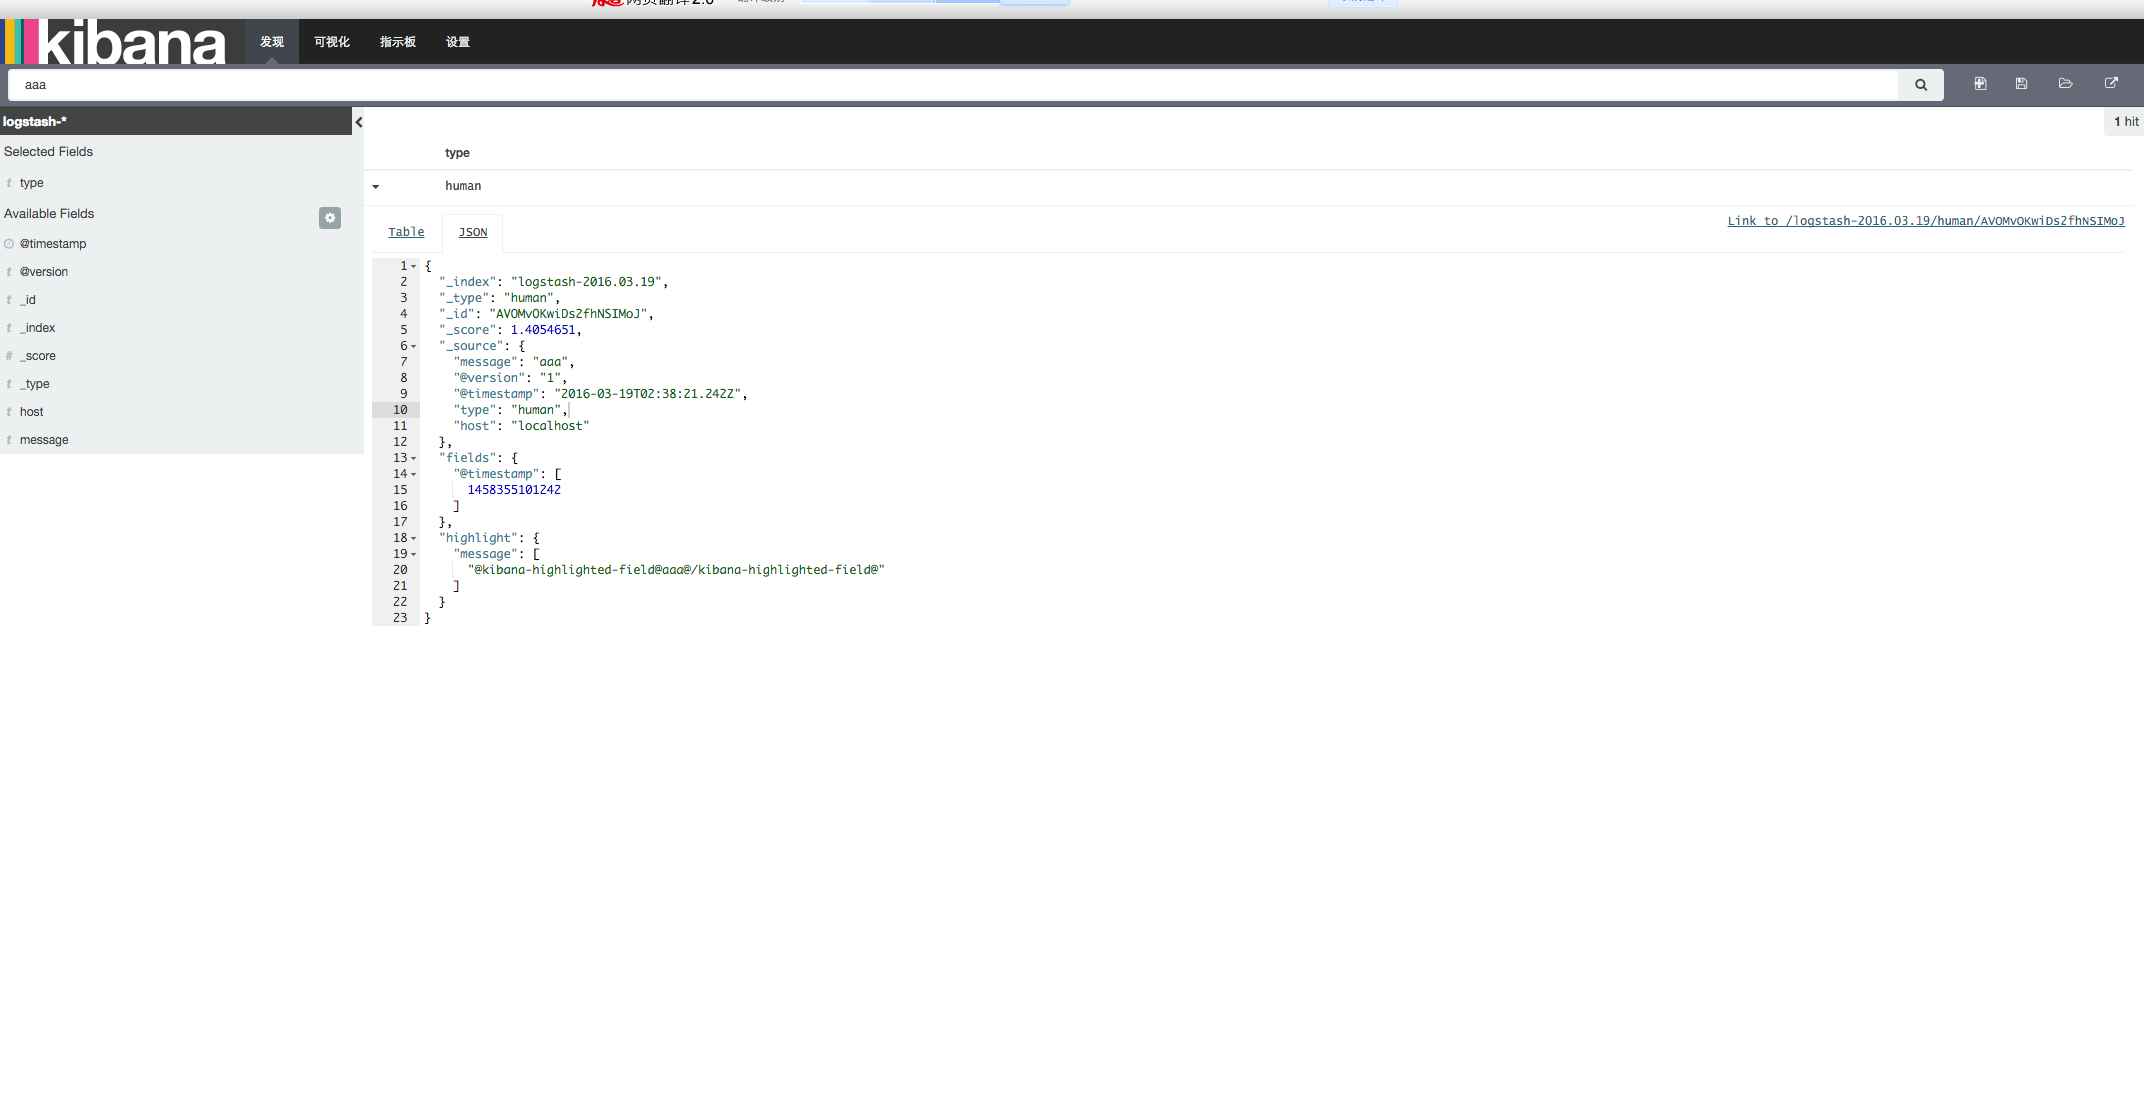 网页翻译2.0
kibana
发现 可视化 指示板 设置
aaa
logstash-*
1 hit
Selected Fields
t type
Available Fields
@timestamp
t @version
t _id
t _index
# _score
t _type
t host
t message
type
human
Table JSON
Link to /logstash-2016.03.19/human/AVOMvOKwiDs2fhNSIMoJ
1 {
2 "_index": "logstash-2016.03.19",
3 "_type": "human",
4 "_id": "AVOMvOKwiDs2fhNSIMoJ",
5 "_score": 1.4054651,
6 "_source": {
7 "message": "aaa",
8 "@version": "1",
9 "@timestamp": "2016-03-19T02:38:21.242Z",
10 "type": "human",
11 "host": "localhost"
12 },
13 "fields": {
14 "@timestamp": [
15 1458355101242
16 ]
17 },
18 "highlight": {
19 "message": [
20 "@kibana-highlighted-field@aaa@/kibana-highlighted-field@"
21 ]
22 }
23 }